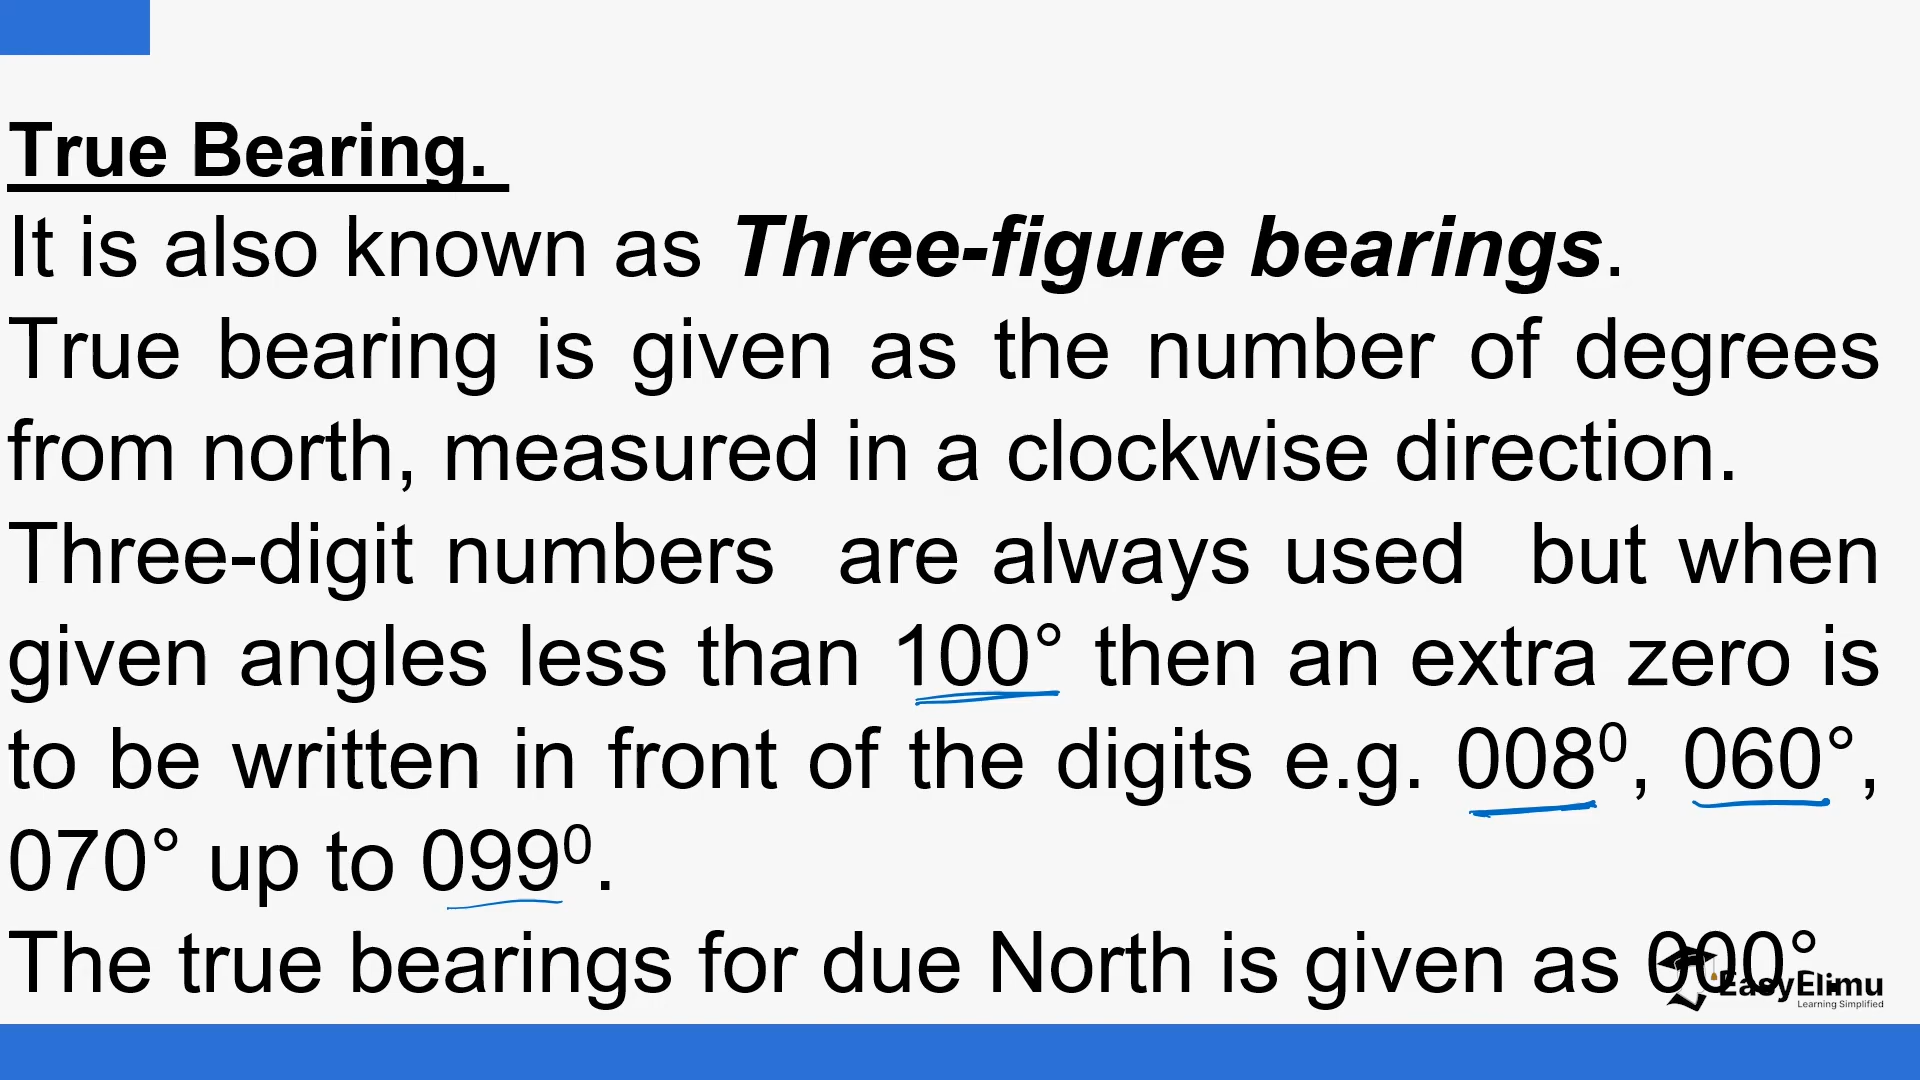 True Bearing.
It is also known as Three-figure bearings.
True bearing is given as the number of degrees
from north, measured in a clockwise direction.
Three-digit numbers are always used but when
given angles less than 100° then an extra zero is
to be written in front of the digits e.g. 008⁰, 060°,
070° up to 099⁰.
The true bearings for due North is given as 000°.
EasyElimu
Learning Simplified